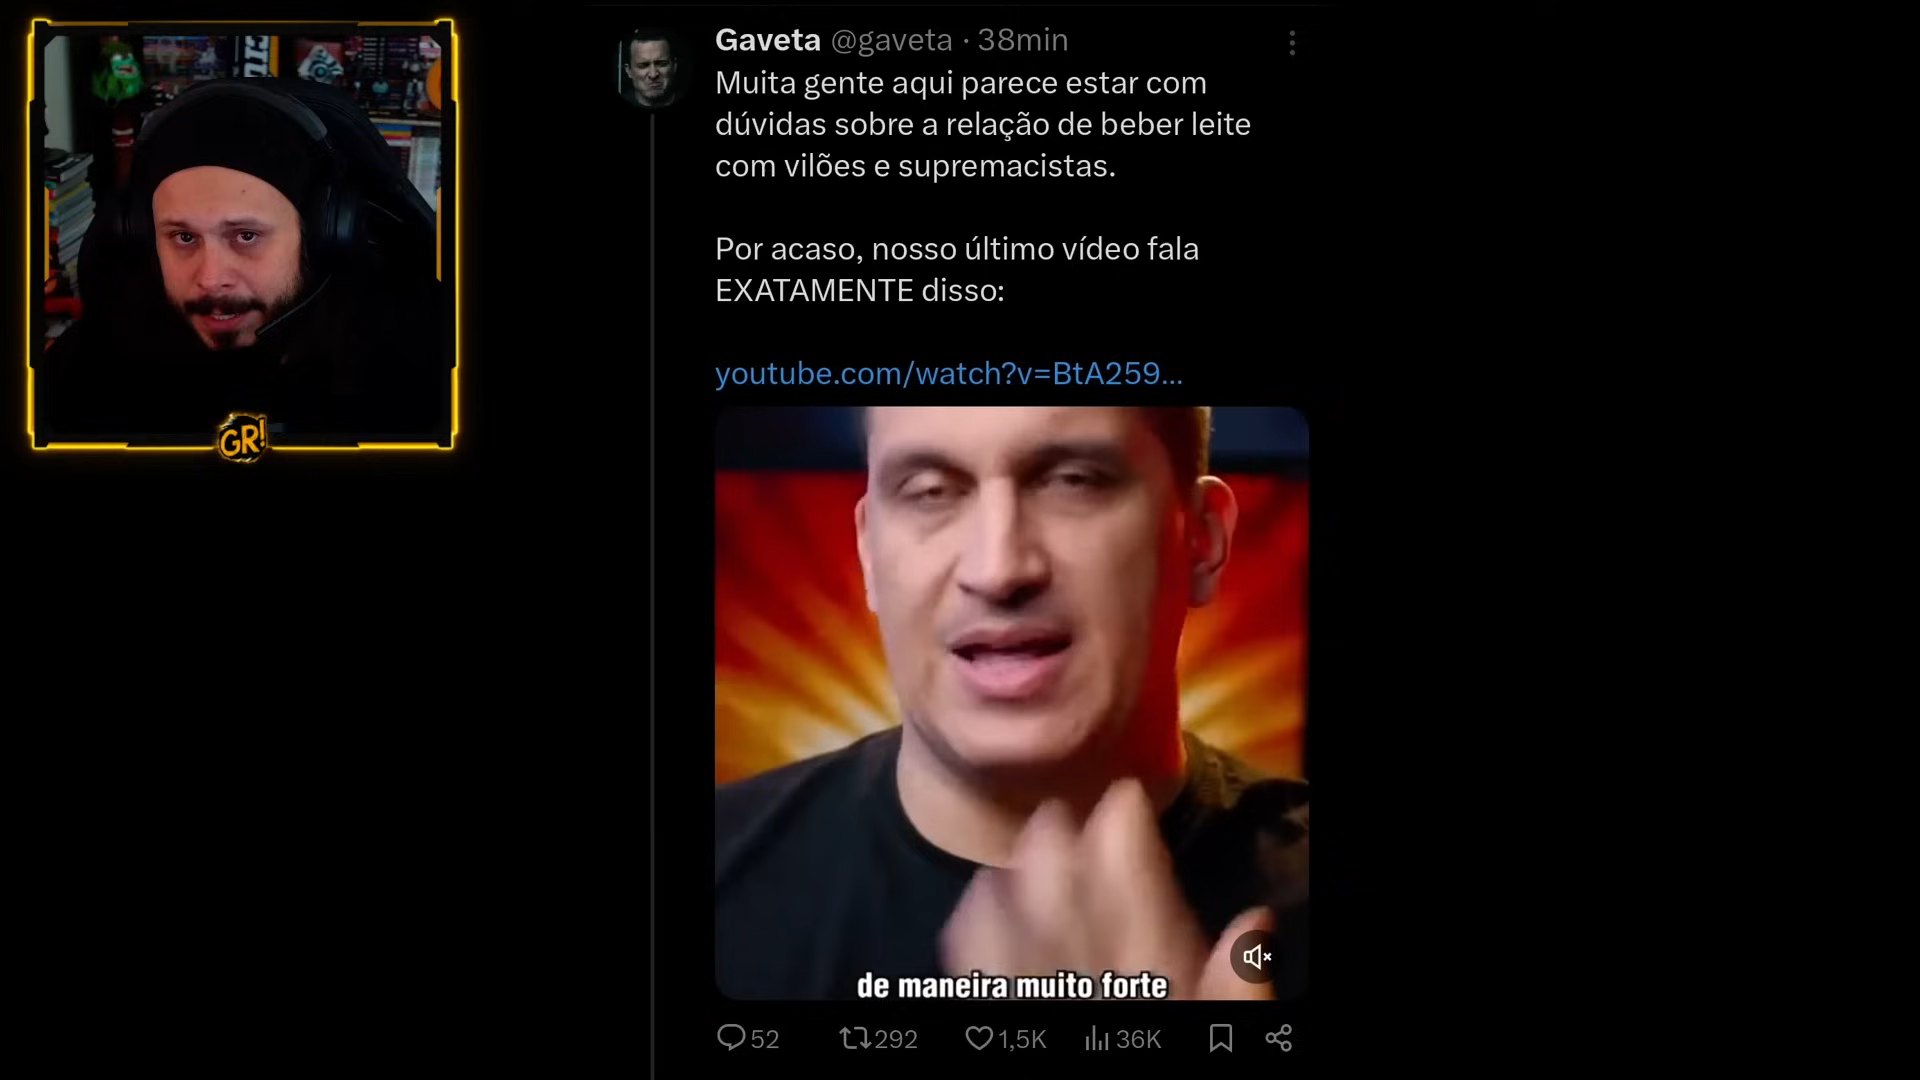 Gaveta @gaveta · 38min
Muita gente aqui parece estar com
dúvidas sobre a relação de beber leite
com vilões e supremacistas.
Por acaso, nosso último vídeo fala
EXATAMENTE disso:
youtube.com/watch?v=BtA259...
de maneira muito forte
52 292 1,5K 36K
GR!